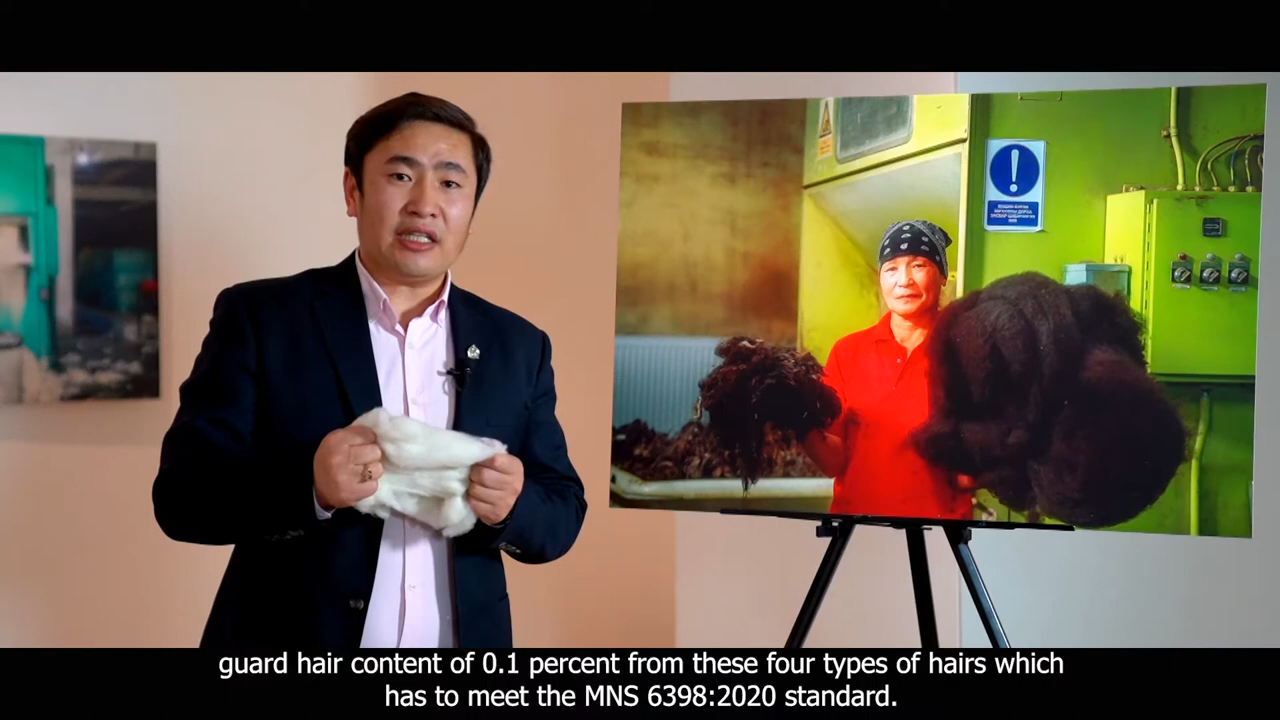 guard hair content of 0.1 percent from these four types of hairs which
has to meet the MNS 6398:2020 standard.